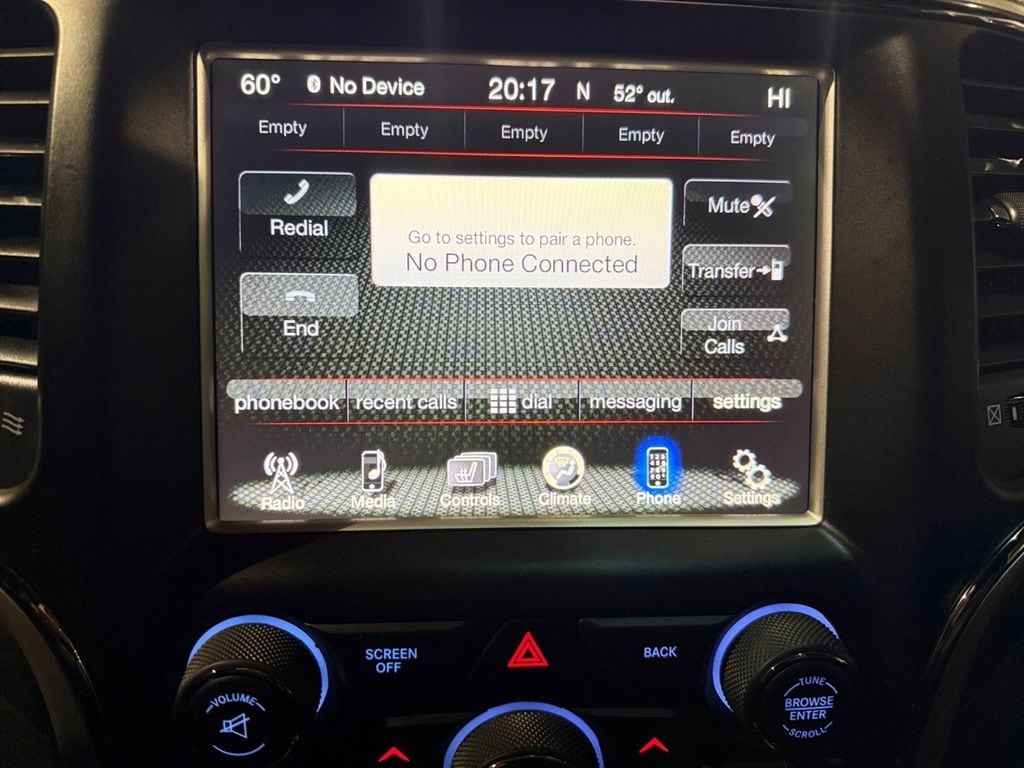 60° No Device 20:17 N 52° out. HI
Empty Empty Empty Empty Empty
Redial
Go to settings to pair a phone.
No Phone Connected
Mute
Transfer
End
Join
Calls
phonebook recent calls dial messaging settings
Radio Media Controls Climate Phone Settings
SCREEN
OFF
BACK
VOLUME
TUNE
BROWSE
ENTER
SCROLL